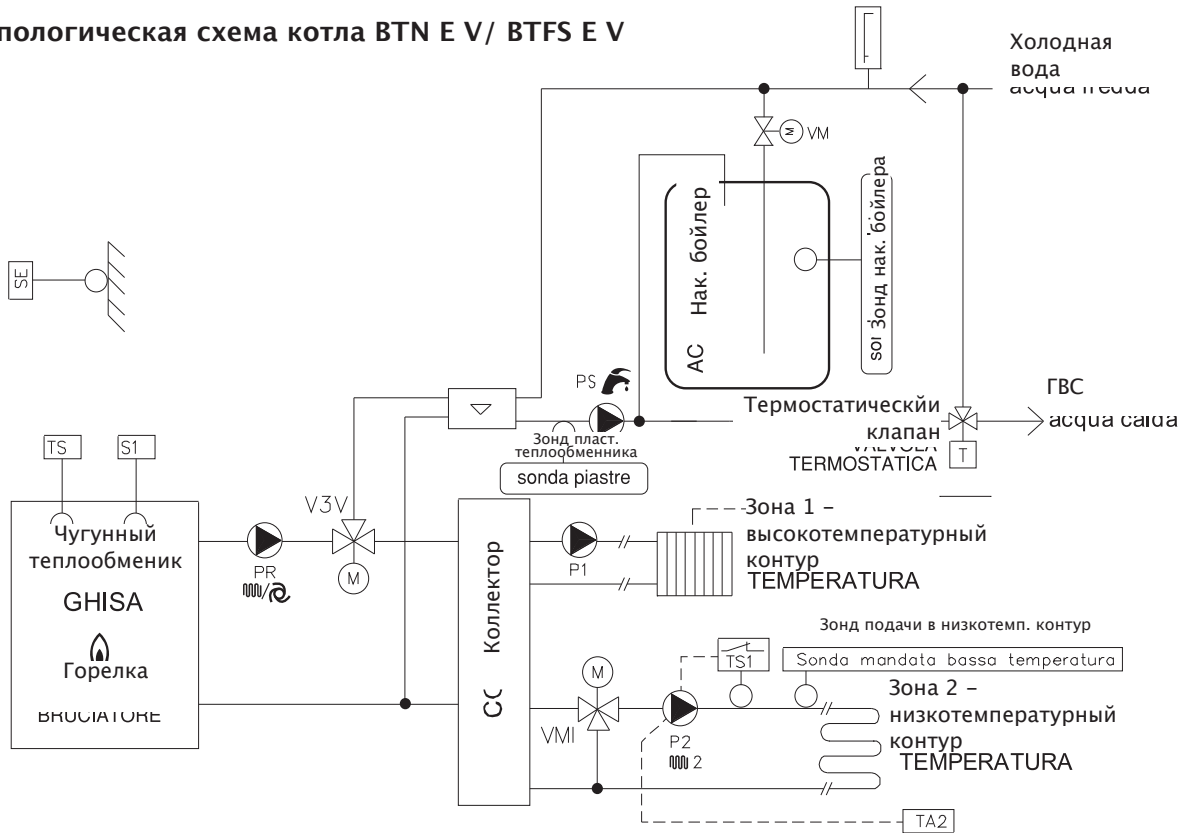 пологическая схема котла BTN E V/ BTFS E V
Холодная
вода
acqua fredda
M VM
SE
Нак. бойлер
AC
Зонд нак. бойлера
PS
ГВС
acqua calda
Термостатическйи
клапан
VALVOLA
TERMOSTATICA
T
Зонд пласт.
теплообменника
sonda piastre
TS
S1
Чугунный
теплообменик
GHISA
Горелка
BRUCIATORE
V3V
M
PR
Коллектор
P1
Зона 1 –
высокотемпературный
контур
TEMPERATURA
Зонд подачи в низкотемп. контур
TS1
Sonda mandata bassa temperatura
M
VMI
P2
2
Зона 2 –
низкотемпературный
контур
TEMPERATURA
TA2